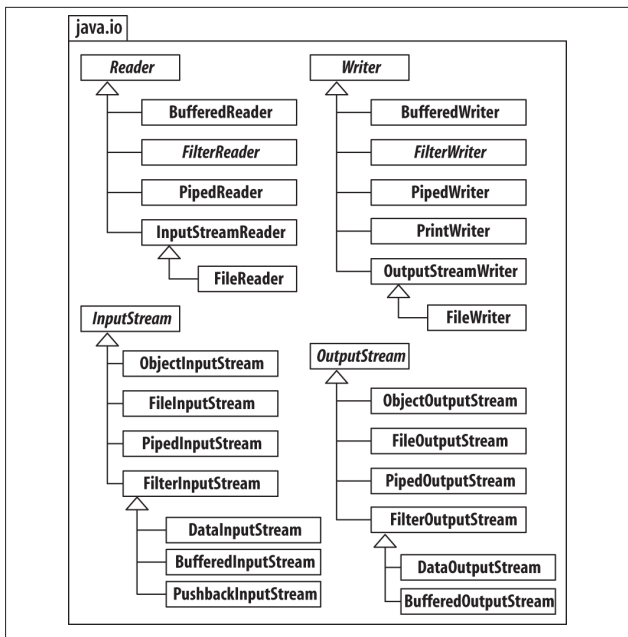 java.io
Reader
BufferedReader
FilterReader
PipedReader
InputStreamReader
FileReader
Writer
BufferedWriter
FilterWriter
PipedWriter
PrintWriter
OutputStreamWriter
FileWriter
InputStream
ObjectInputStream
FileInputStream
PipedInputStream
FilterInputStream
DataInputStream
BufferedInputStream
PushbackInputStream
OutputStream
ObjectOutputStream
FileOutputStream
PipedOutputStream
FilterOutputStream
DataOutputStream
BufferedOutputStream